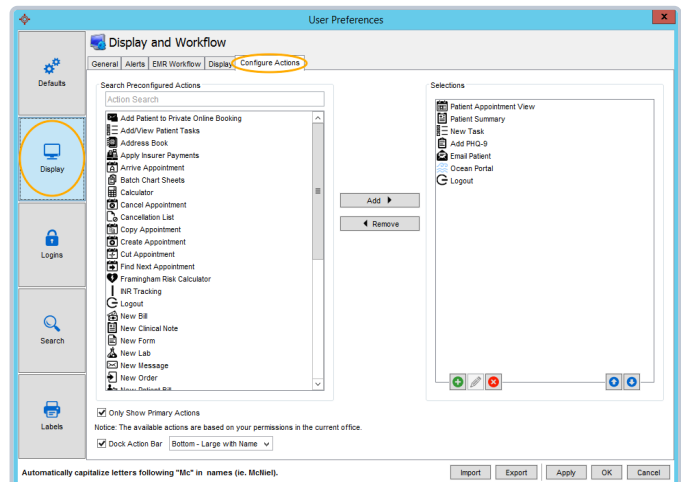 User Preferences
x
Display and Workflow
General Alerts EMR Workflow Display Configure Actions
Defaults
Display
Logins
Search
Labels
Search Preconfigured Actions
Action Search
Add Patient to Private Online Booking
Add/View Patient Tasks
Address Book
Apply Insurer Payments
Arrive Appointment
Batch Chart Sheets
Calculator
Cancel Appointment
Cancellation List
Copy Appointment
Create Appointment
Cut Appointment
Find Next Appointment
Framingham Risk Calculator
INR Tracking
Logout
New Bill
New Clinical Note
New Form
New Lab
New Message
New Order
New Patient Bill
Add
Remove
Selections
Patient Appointment View
Patient Summary
New Task
Add PHQ-9
Email Patient
Ocean Portal
Logout
Only Show Primary Actions
Notice: The available actions are based on your permissions in the current office.
Dock Action Bar Bottom - Large with Name
Automatically capitalize letters following "Mc" in names (ie. McNiel).
Import Export Apply OK Cancel